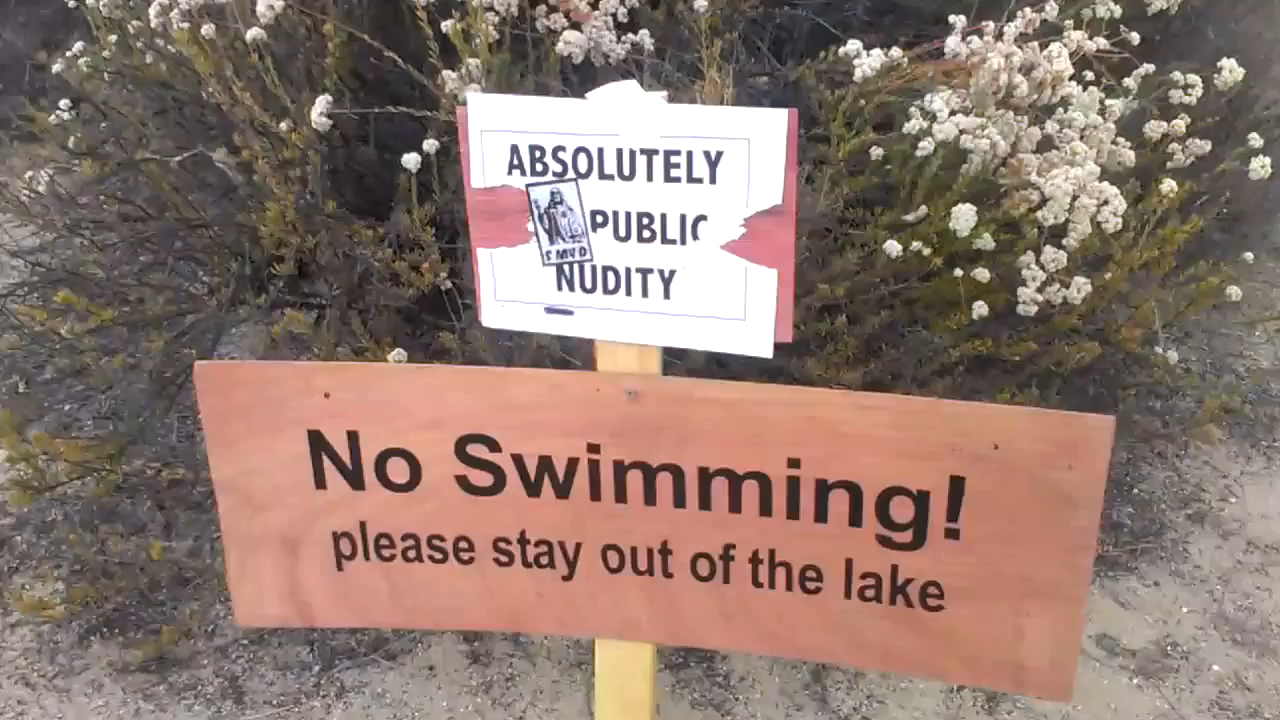 ABSOLUTELY
PUBLIC
NUDITY
No Swimming!
please stay out of the lake